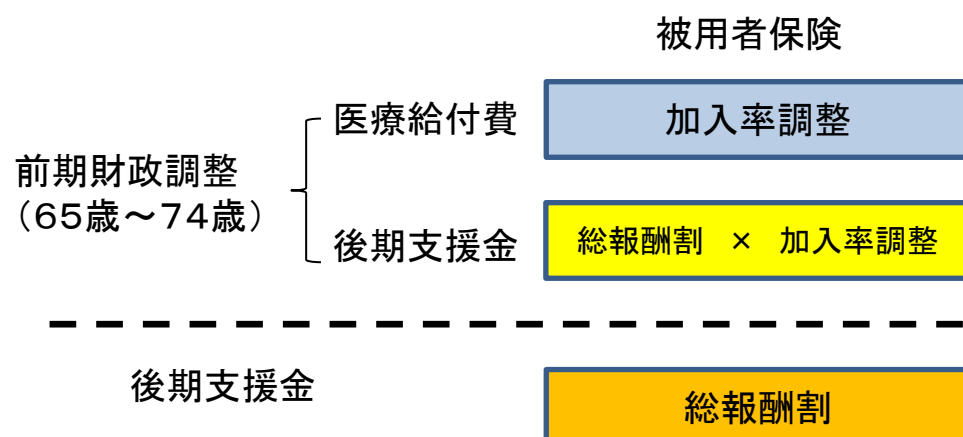 被用者保険
医療給付費
加入率調整
前期財政調整
（65歳～74歳）
後期支援金
総報酬割 × 加入率調整
後期支援金
総報酬割